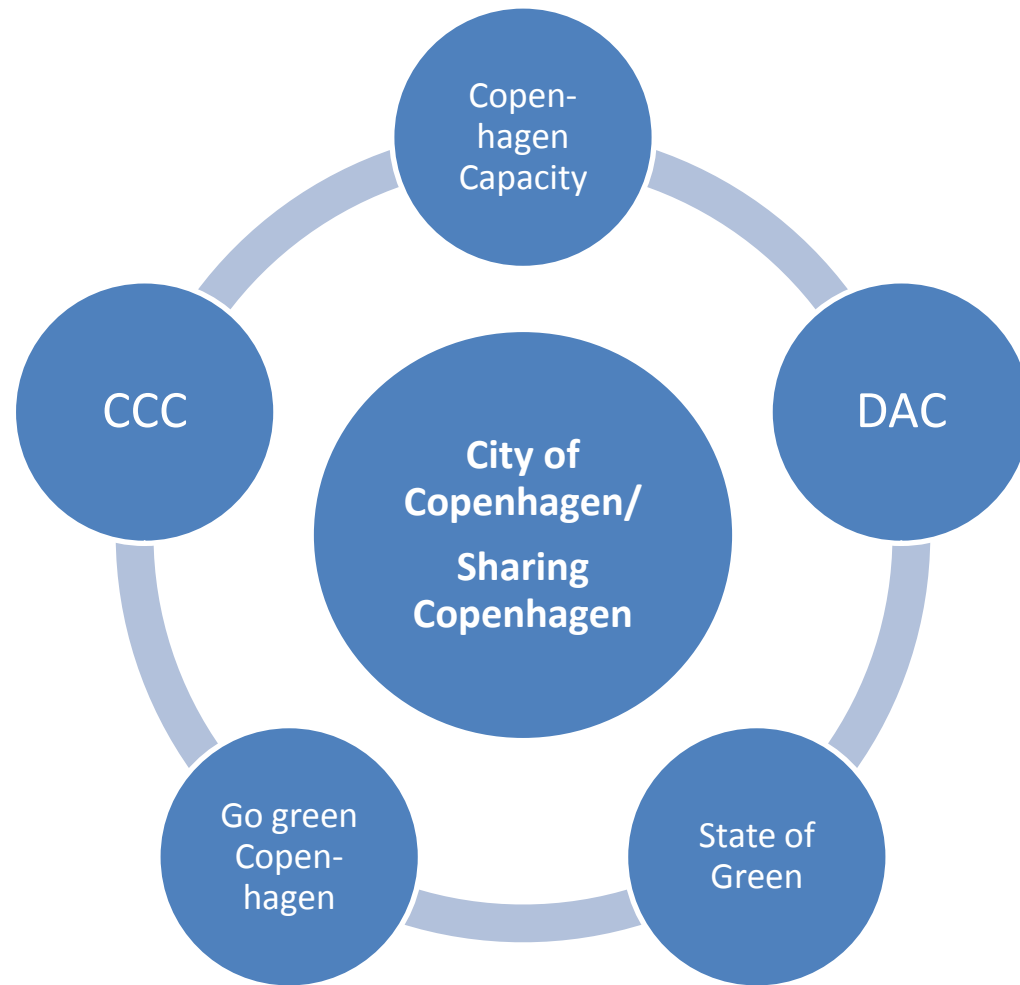 Copen-
hagen
Capacity
CCC
DAC
City of
Copenhagen/
Sharing
Copenhagen
Go green
Copen-
hagen
State of
Green